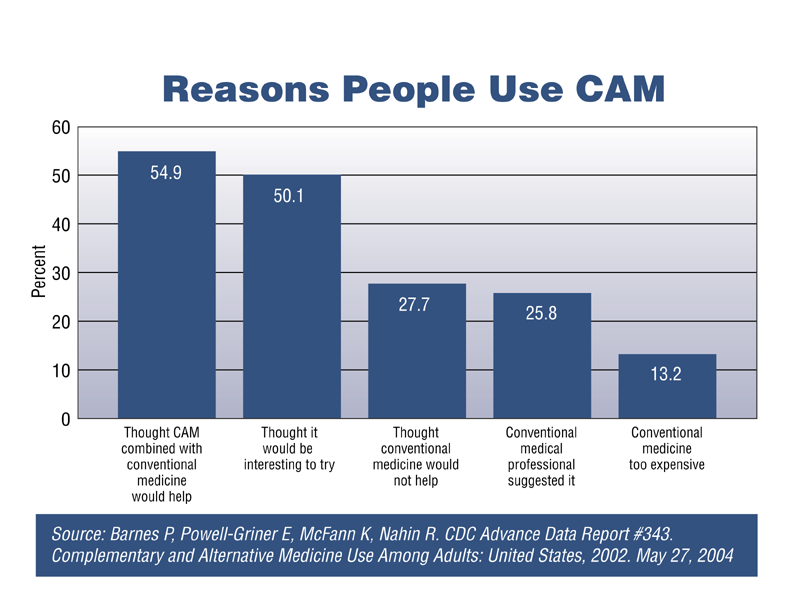 Reasons People Use CAM
60
50
40
30
20
10
0
Percent
54.9
50.1
27.7
25.8
13.2
Thought CAM
combined with
conventional
medicine
would help
Thought it
would be
interesting to try
Thought
conventional
medicine would
not help
Conventional
medical
professional
suggested it
Conventional
medicine
too expensive
Source: Barnes P, Powell-Griner E, McFann K, Nahin R. CDC Advance Data Report #343.
Complementary and Alternative Medicine Use Among Adults: United States, 2002. May 27, 2004